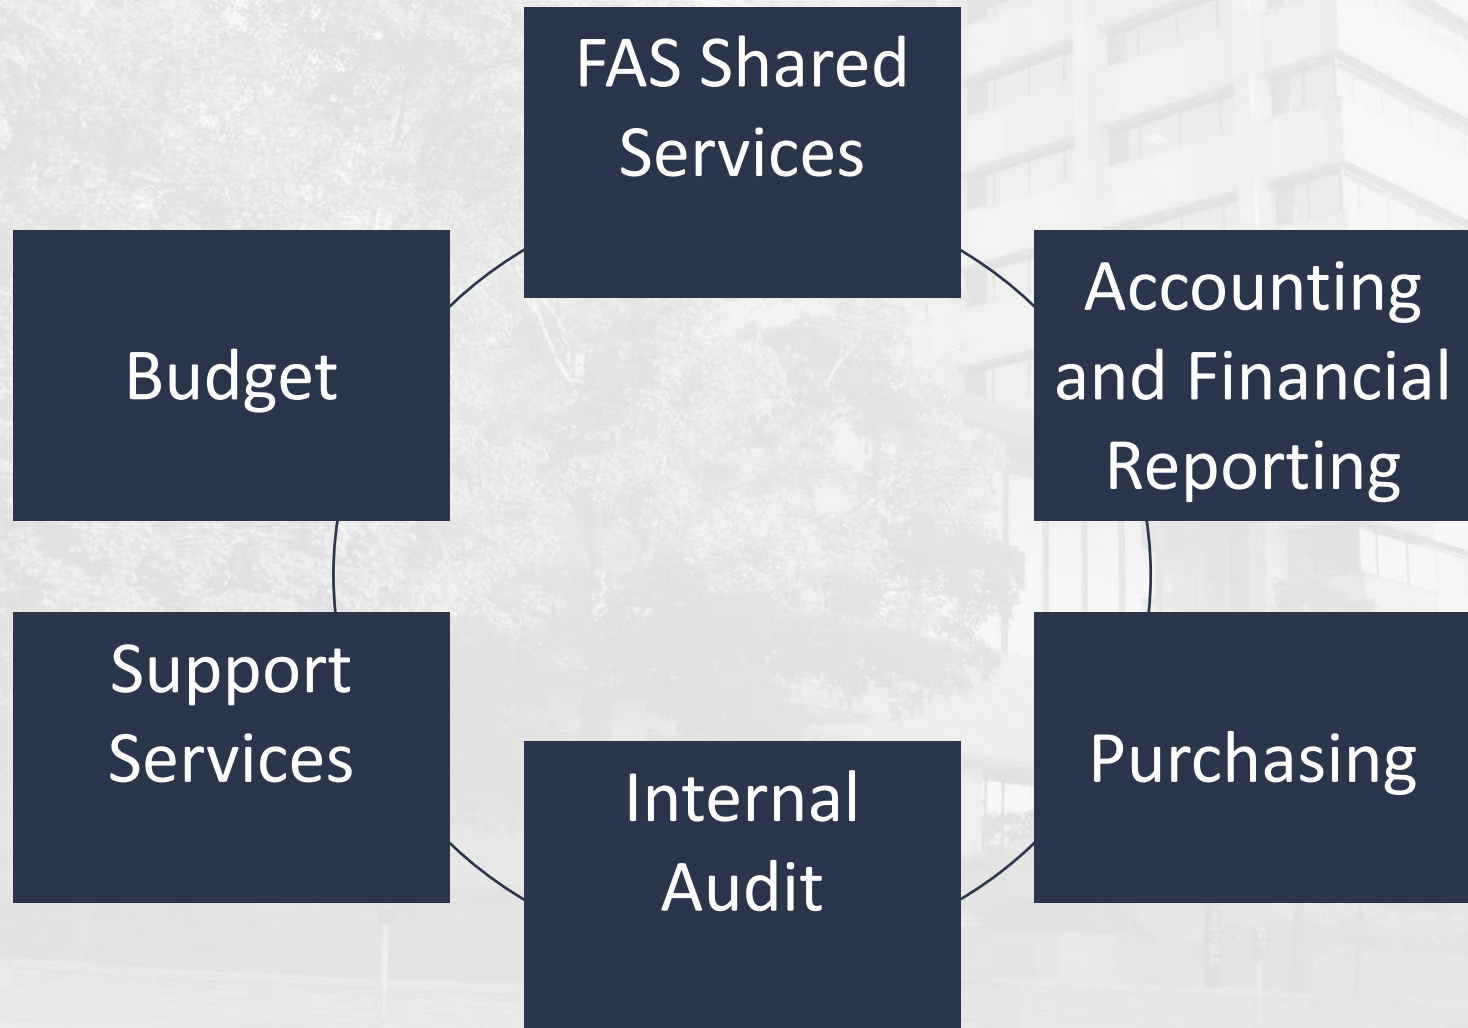 FAS Shared
Services
Accounting
and Financial
Reporting
Purchasing
Internal
Audit
Support
Services
Budget